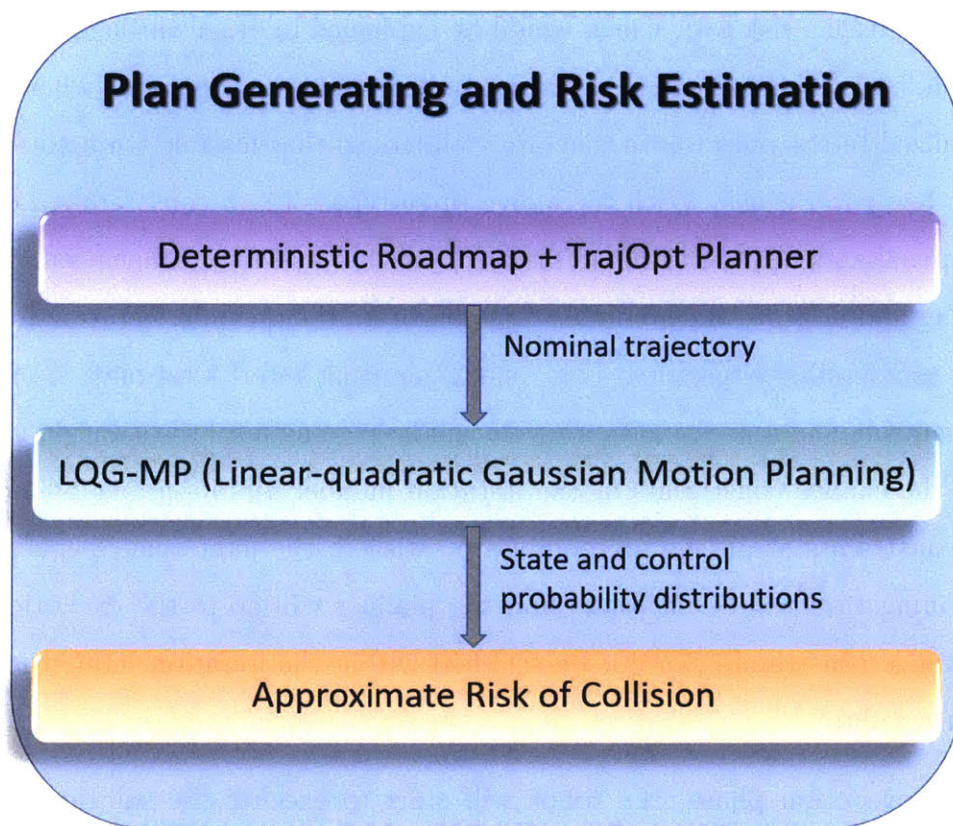 Plan Generating and Risk Estimation
Deterministic Roadmap + TrajOpt Planner
Nominal trajectory
LQG-MP (Linear-quadratic Gaussian Motion Planning)
State and control
probability distributions
Approximate Risk of Collision